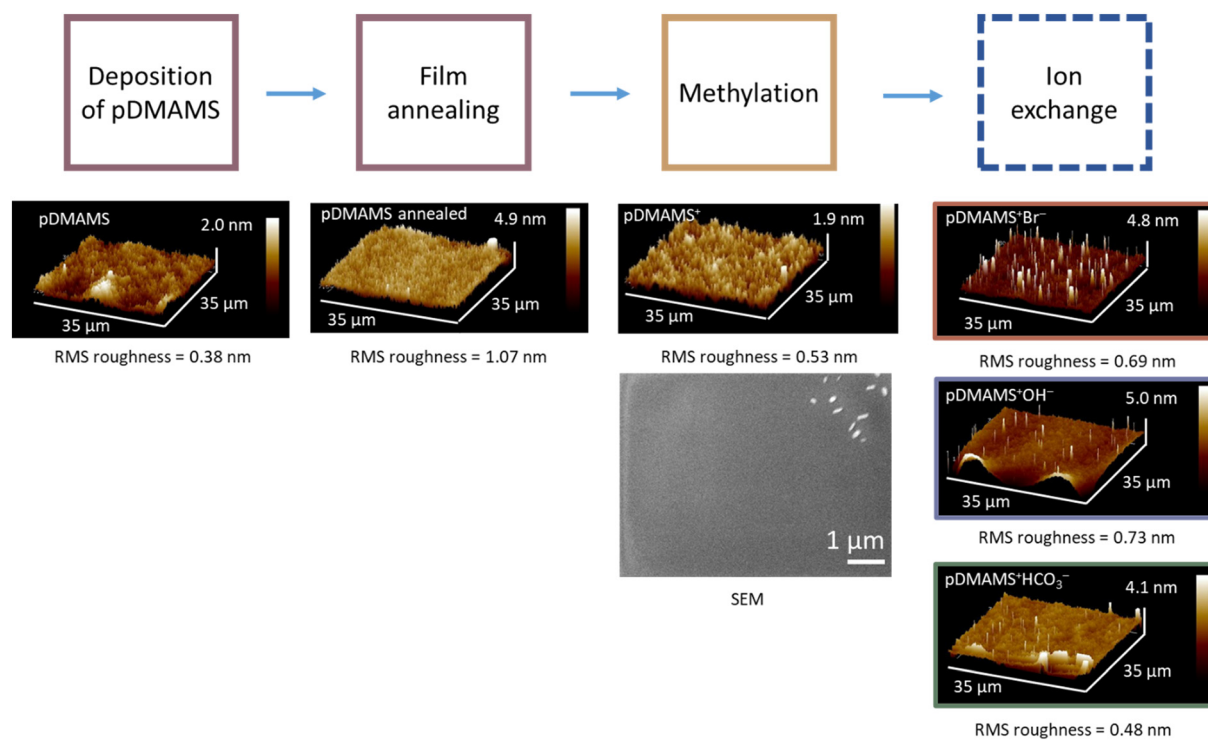 Deposition
of pDMAMS
Film
annealing
Methylation
Ion
exchange
pDMAMS
2.0 nm
35 µm
35 µm
RMS roughness = 0.38 nm
pDMAMS annealed
4.9 nm
35 µm
35 µm
RMS roughness = 1.07 nm
pDMAMS⁺
1.9 nm
35 µm
35 µm
RMS roughness = 0.53 nm
1 µm
SEM
pDMAMS⁺Br⁻
4.8 nm
35 µm
35 µm
RMS roughness = 0.69 nm
pDMAMS⁺OH⁻
5.0 nm
35 µm
35 µm
RMS roughness = 0.73 nm
pDMAMS⁺HCO₃⁻
4.1 nm
35 µm
35 µm
RMS roughness = 0.48 nm